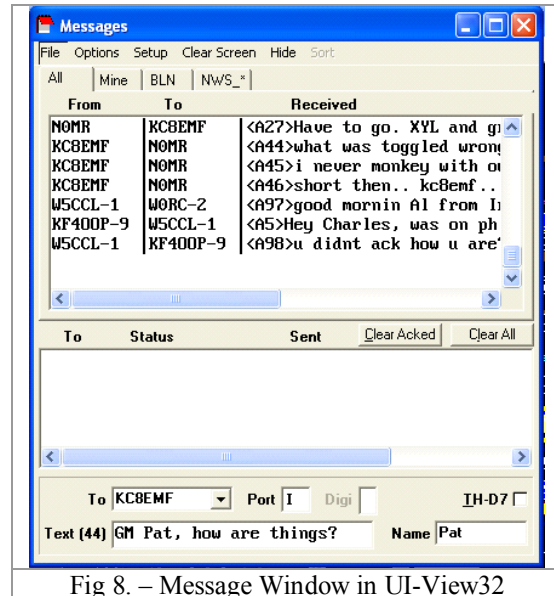 Messages
File Options Setup Clear Screen Hide Sort
All Mine BLN NWS_*
From To Received
N0MR KC8EMF <A27>Have to go. XYL and
KC8EMF N0MR <A44>what was toggled wrong
KC8EMF N0MR <A45>i never monkey with
KC8EMF N0MR <A46>short then.. kc8emf..
W5CCL-1 W0RC-2 <A97>good mornin Al from
KF4OOP-9 W5CCL-1 <A5>Hey Charles, was on ph
W5CCL-1 KF4OOP-9 <A98>u didnt ack how u are
To Status Sent Clear Acked Clear All
To KC8EMF Port I Digi TH-D7
Text (44) GM Pat, how are things? Name Pat
Fig 8. – Message Window in UI-View32